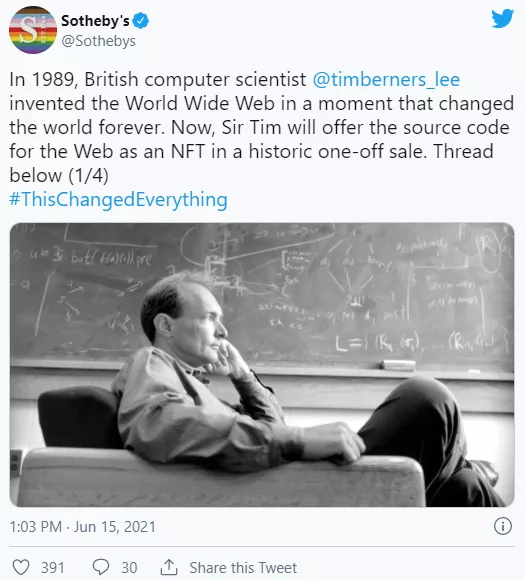 Sotheby's
@Sothebys
In 1989, British computer scientist @timberners_lee
invented the World Wide Web in a moment that changed
the world forever. Now, Sir Tim will offer the source code
for the Web as an NFT in a historic one-off sale. Thread
below (1/4)
#ThisChangedEverything
1:03 PM · Jun 15, 2021
391 30 Share this Tweet